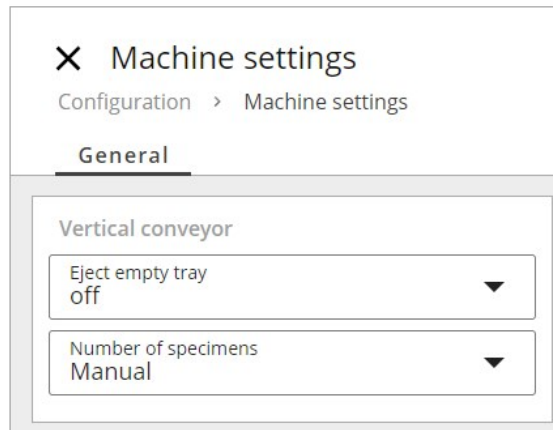 Machine settings
Configuration > Machine settings
General
Vertical conveyor
Eject empty tray
off
Number of specimens
Manual